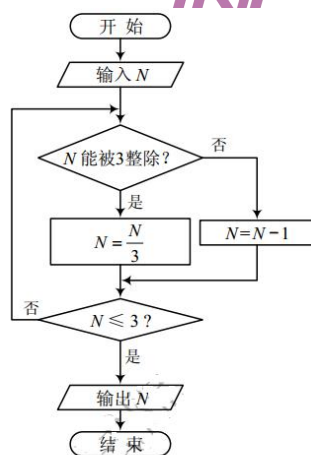 开 始
输入 N
N 能被3整除?
否
是
N = N/3
N=N−1
否
N ≤ 3 ?
是
输出 N
结 束